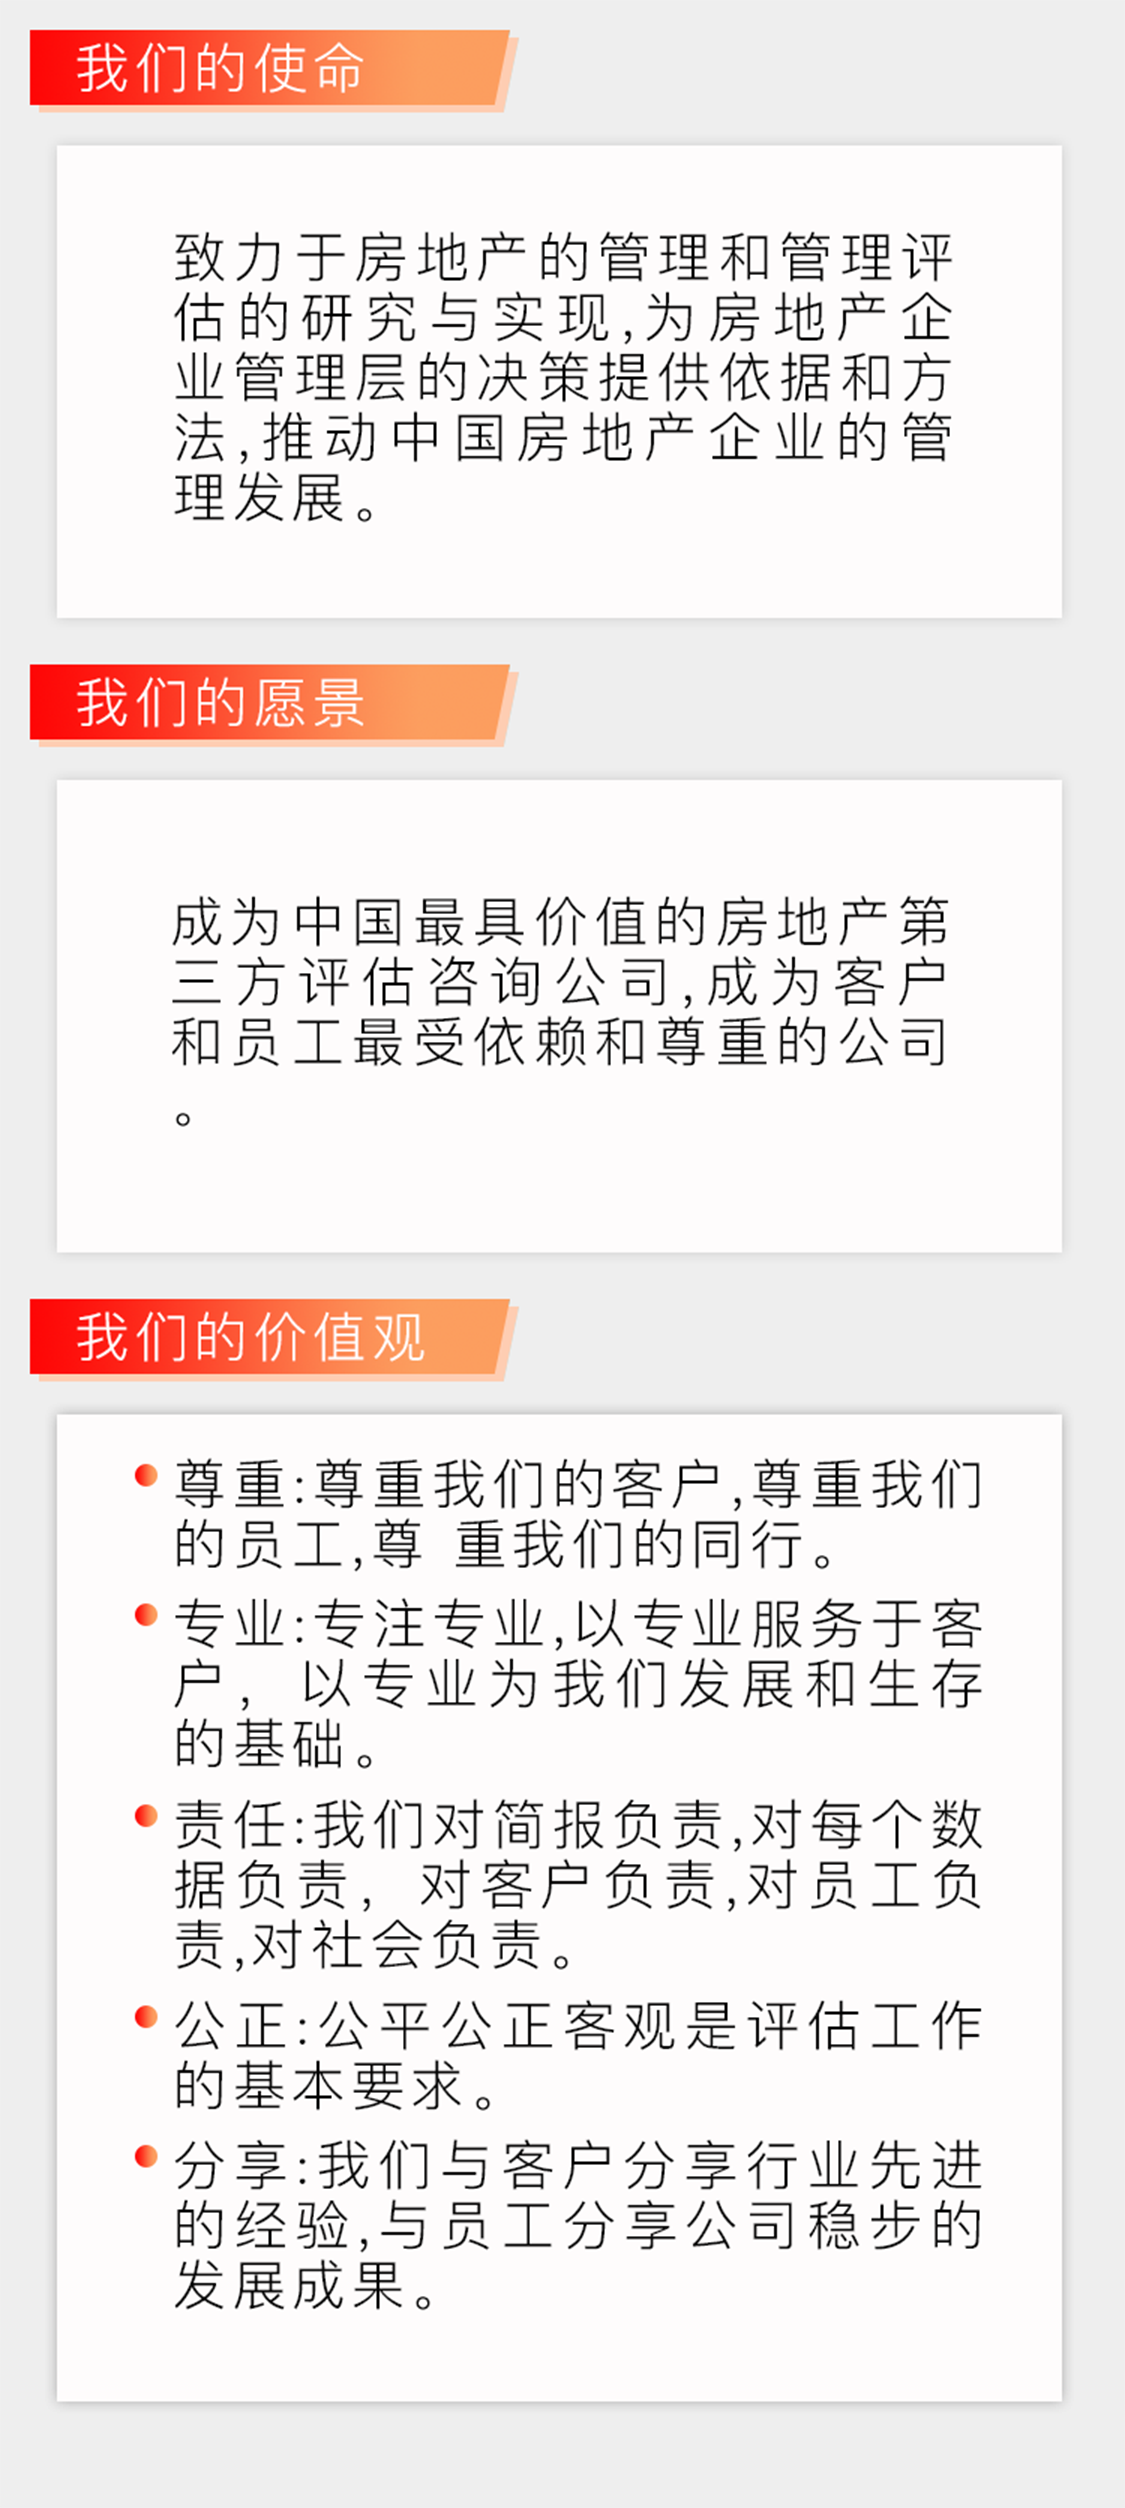 我们的使命
致力于房地产的管理和管理评
估的研究与实现,为房地产企
业管理层的决策提供依据和方
法,推动中国房地产企业的管
理发展。
我们的愿景
成为中国最具价值的房地产第
三方评估咨询公司,成为客户
和员工最受依赖和尊重的公司
。
我们的价值观
尊重:尊重我们的客户,尊重我们
的员工,尊 重我们的同行。
专业:专注专业,以专业服务于客
户， 以专业为我们发展和生存
的基础。
责任:我们对简报负责,对每个数
据负责， 对客户负责,对员工负
责,对社会负责。
公正:公平公正客观是评估工作
的基本要求。
分享:我们与客户分享行业先进
的经验,与员工分享公司稳步的
发展成果。